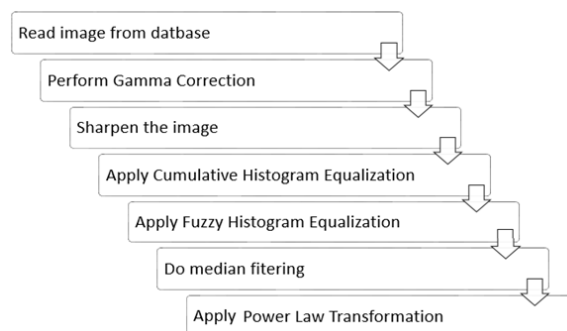 Read image from datbase
Perform Gamma Correction
Sharpen the image
Apply Cumulative Histogram Equalization
Apply Fuzzy Histogram Equalization
Do median fitering
Apply Power Law Transformation